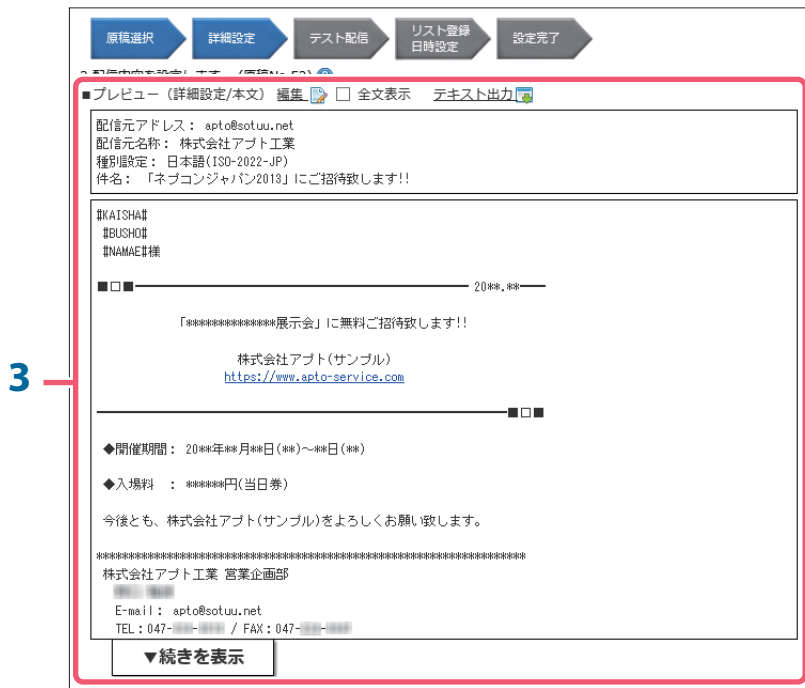 原稿選択
詳細設定
テスト配信
リスト登録
日時設定
設定完了
■プレビュー（詳細設定/本文） 編集 □ 全文表示 テキスト出力
配信元アドレス： apto@sotuu.net
配信元名称： 株式会社アプト工業
種別設定： 日本語(ISO-2022-JP)
件名： 「ネプコンジャパン2013」にご招待致します!!
#KAISHA#
#BUSHO#
#NAMAE#様
■□■━━━━━━━━━━━━━━━━━━━━━━━━━━ 20**.**━━
「**************展示会」に無料ご招待致します!!
株式会社アプト(サンプル)
https://www.apto-service.com
━━━━━━━━━━━━━━━━━━━━━━━━━━━━━━■□■
◆開催期間： 20**年**月**日(**)～**日(**)
◆入場料 ： ******円(当日券)
今後とも、株式会社アプト(サンプル)をよろしくお願い致します。
********************************************************************
株式会社アプト工業 営業企画部
E-mail： apto@sotuu.net
TEL：047- - / FAX：047- -
▼続きを表示
3